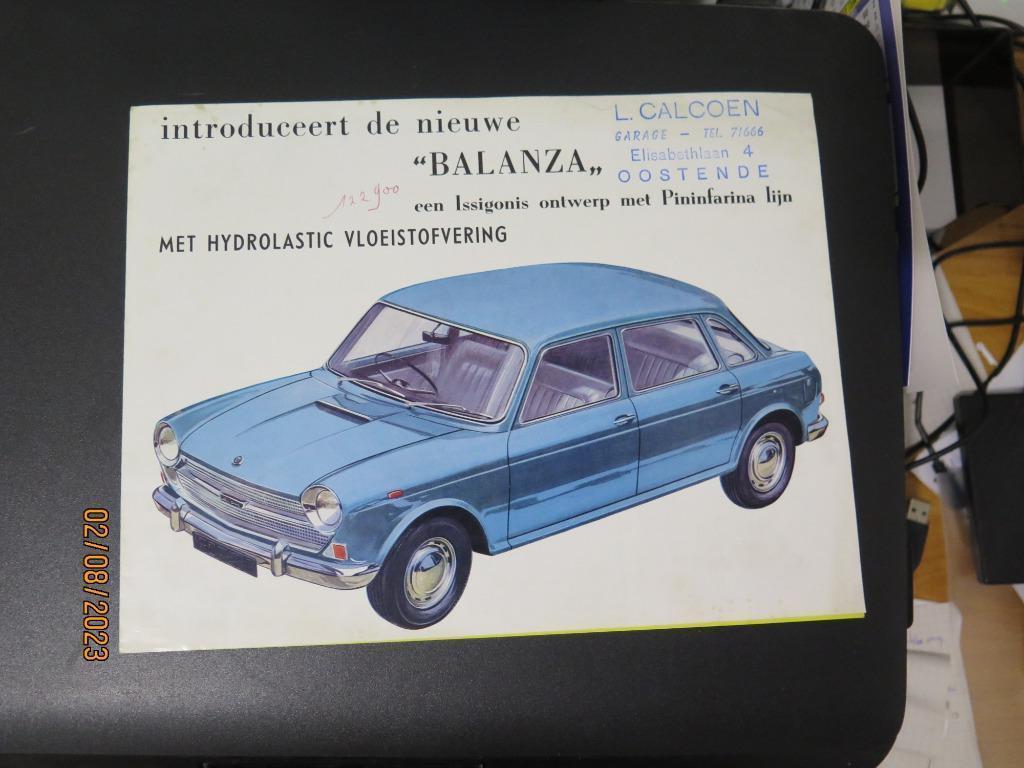 introduceert de nieuwe
“BALANZA„
een Issigonis ontwerp met Pininfarina lijn
MET HYDROLASTIC VLOEISTOFVERING
L. CALCOEN
GARAGE – TEL. 71666
Elisabethlaan 4
OOSTENDE
122900
02/08/2023